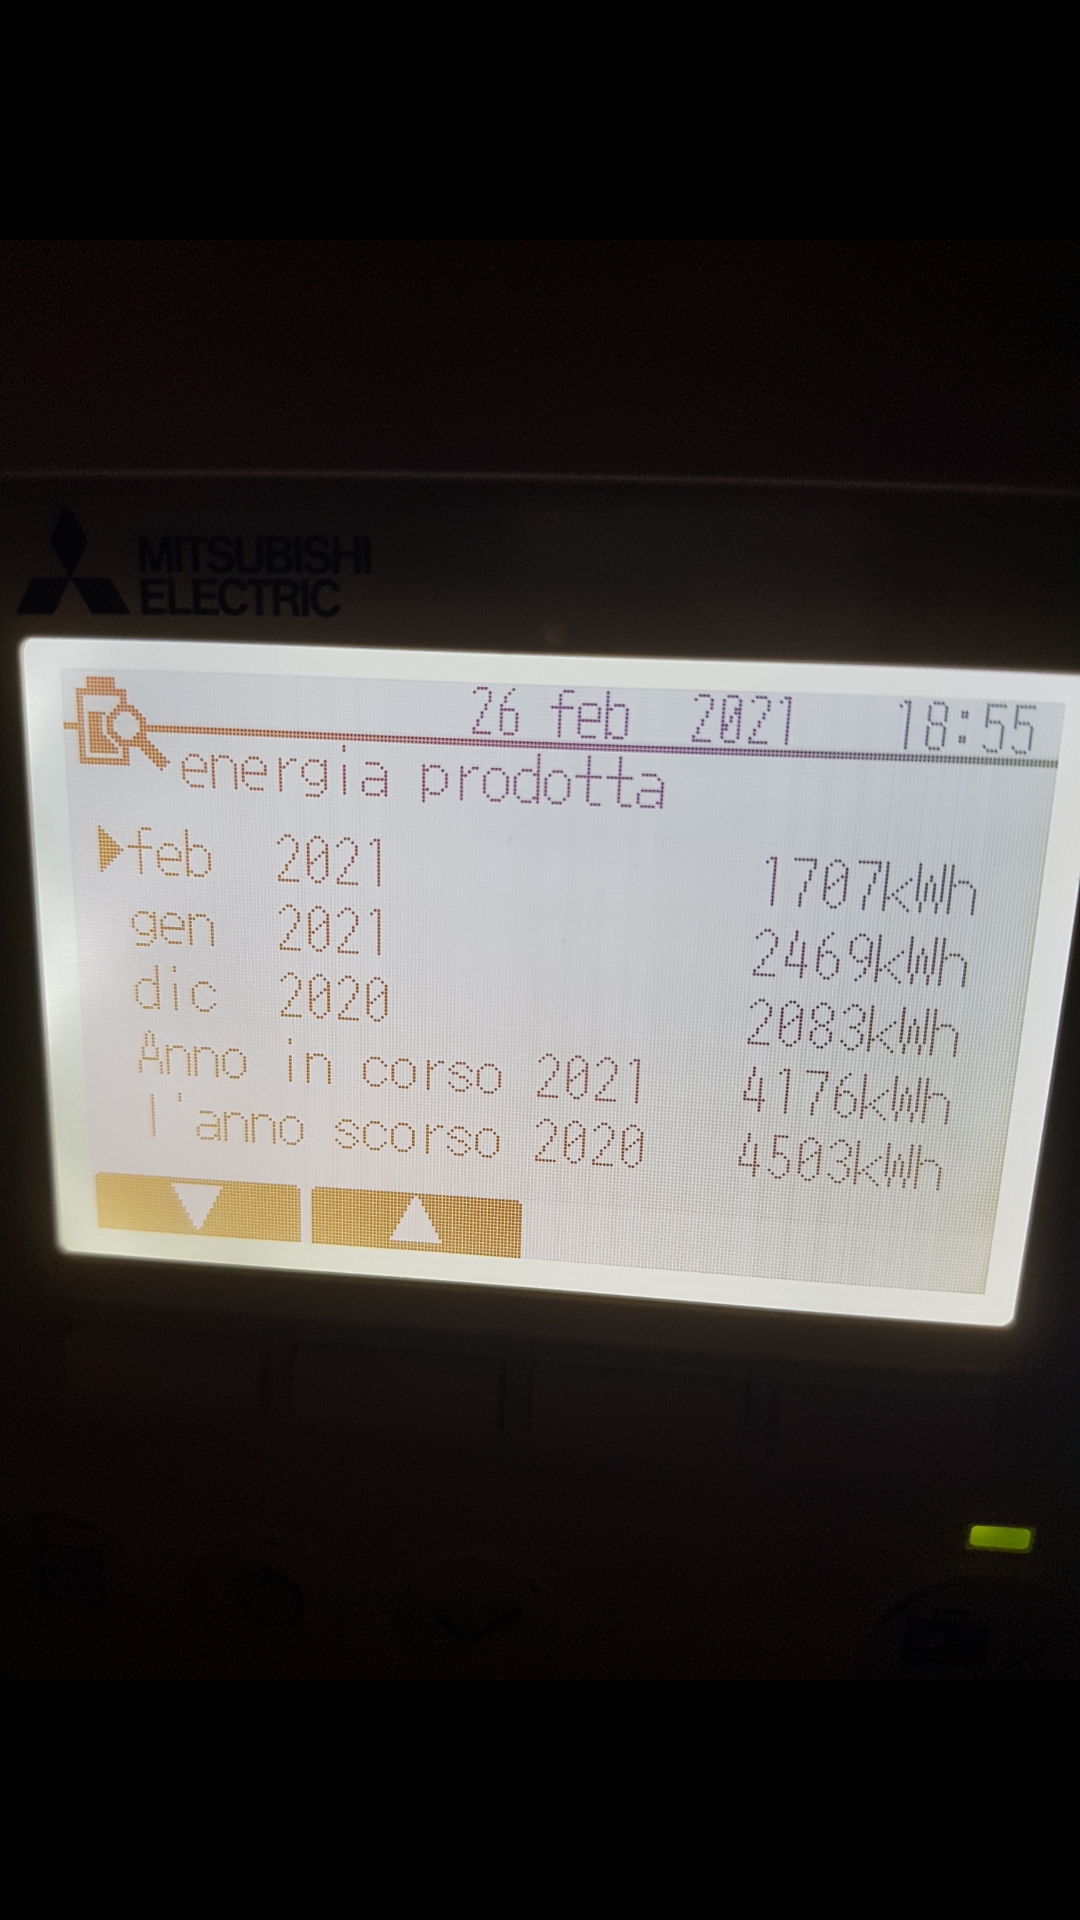 MITSUBISHI
ELECTRIC
26 feb 2021 18:55
energia prodotta
feb 2021 1707kWh
gen 2021 2469kWh
dic 2020 2083kWh
Anno in corso 2021 4176kWh
l'anno scorso 2020 4503kWh